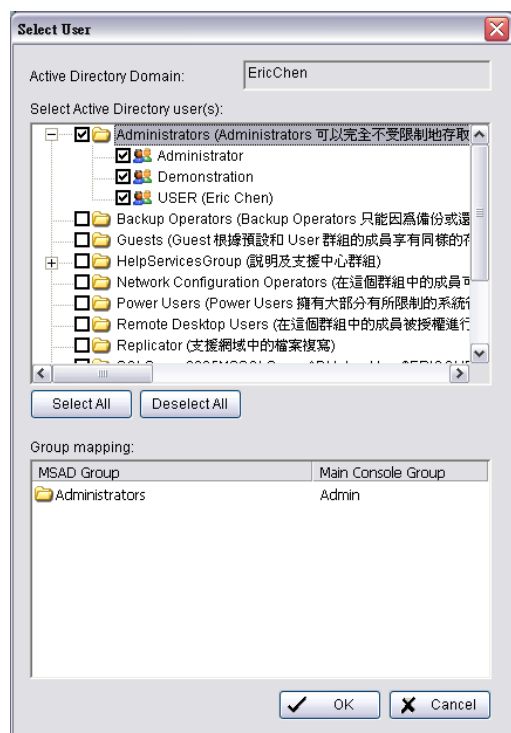 Select User
Active Directory Domain: EricChen
Select Active Directory user(s):
Administrators (Administrators 可以完全不受限制地存取
Administrator
Demonstration
USER (Eric Chen)
Backup Operators (Backup Operators 只能因為備份或還
Guests (Guest 根據預設和 User 群組的成員享有同樣的存
HelpServicesGroup (說明及支援中心群組)
Network Configuration Operators (在這個群組中的成員可
Power Users (Power Users 擁有大部分有所限制的系統
Remote Desktop Users (在這個群組中的成員被授權進行
Replicator (支援網域中的檔案複寫)
Select All Deselect All
Group mapping:
MSAD Group Main Console Group
Administrators Admin
OK Cancel